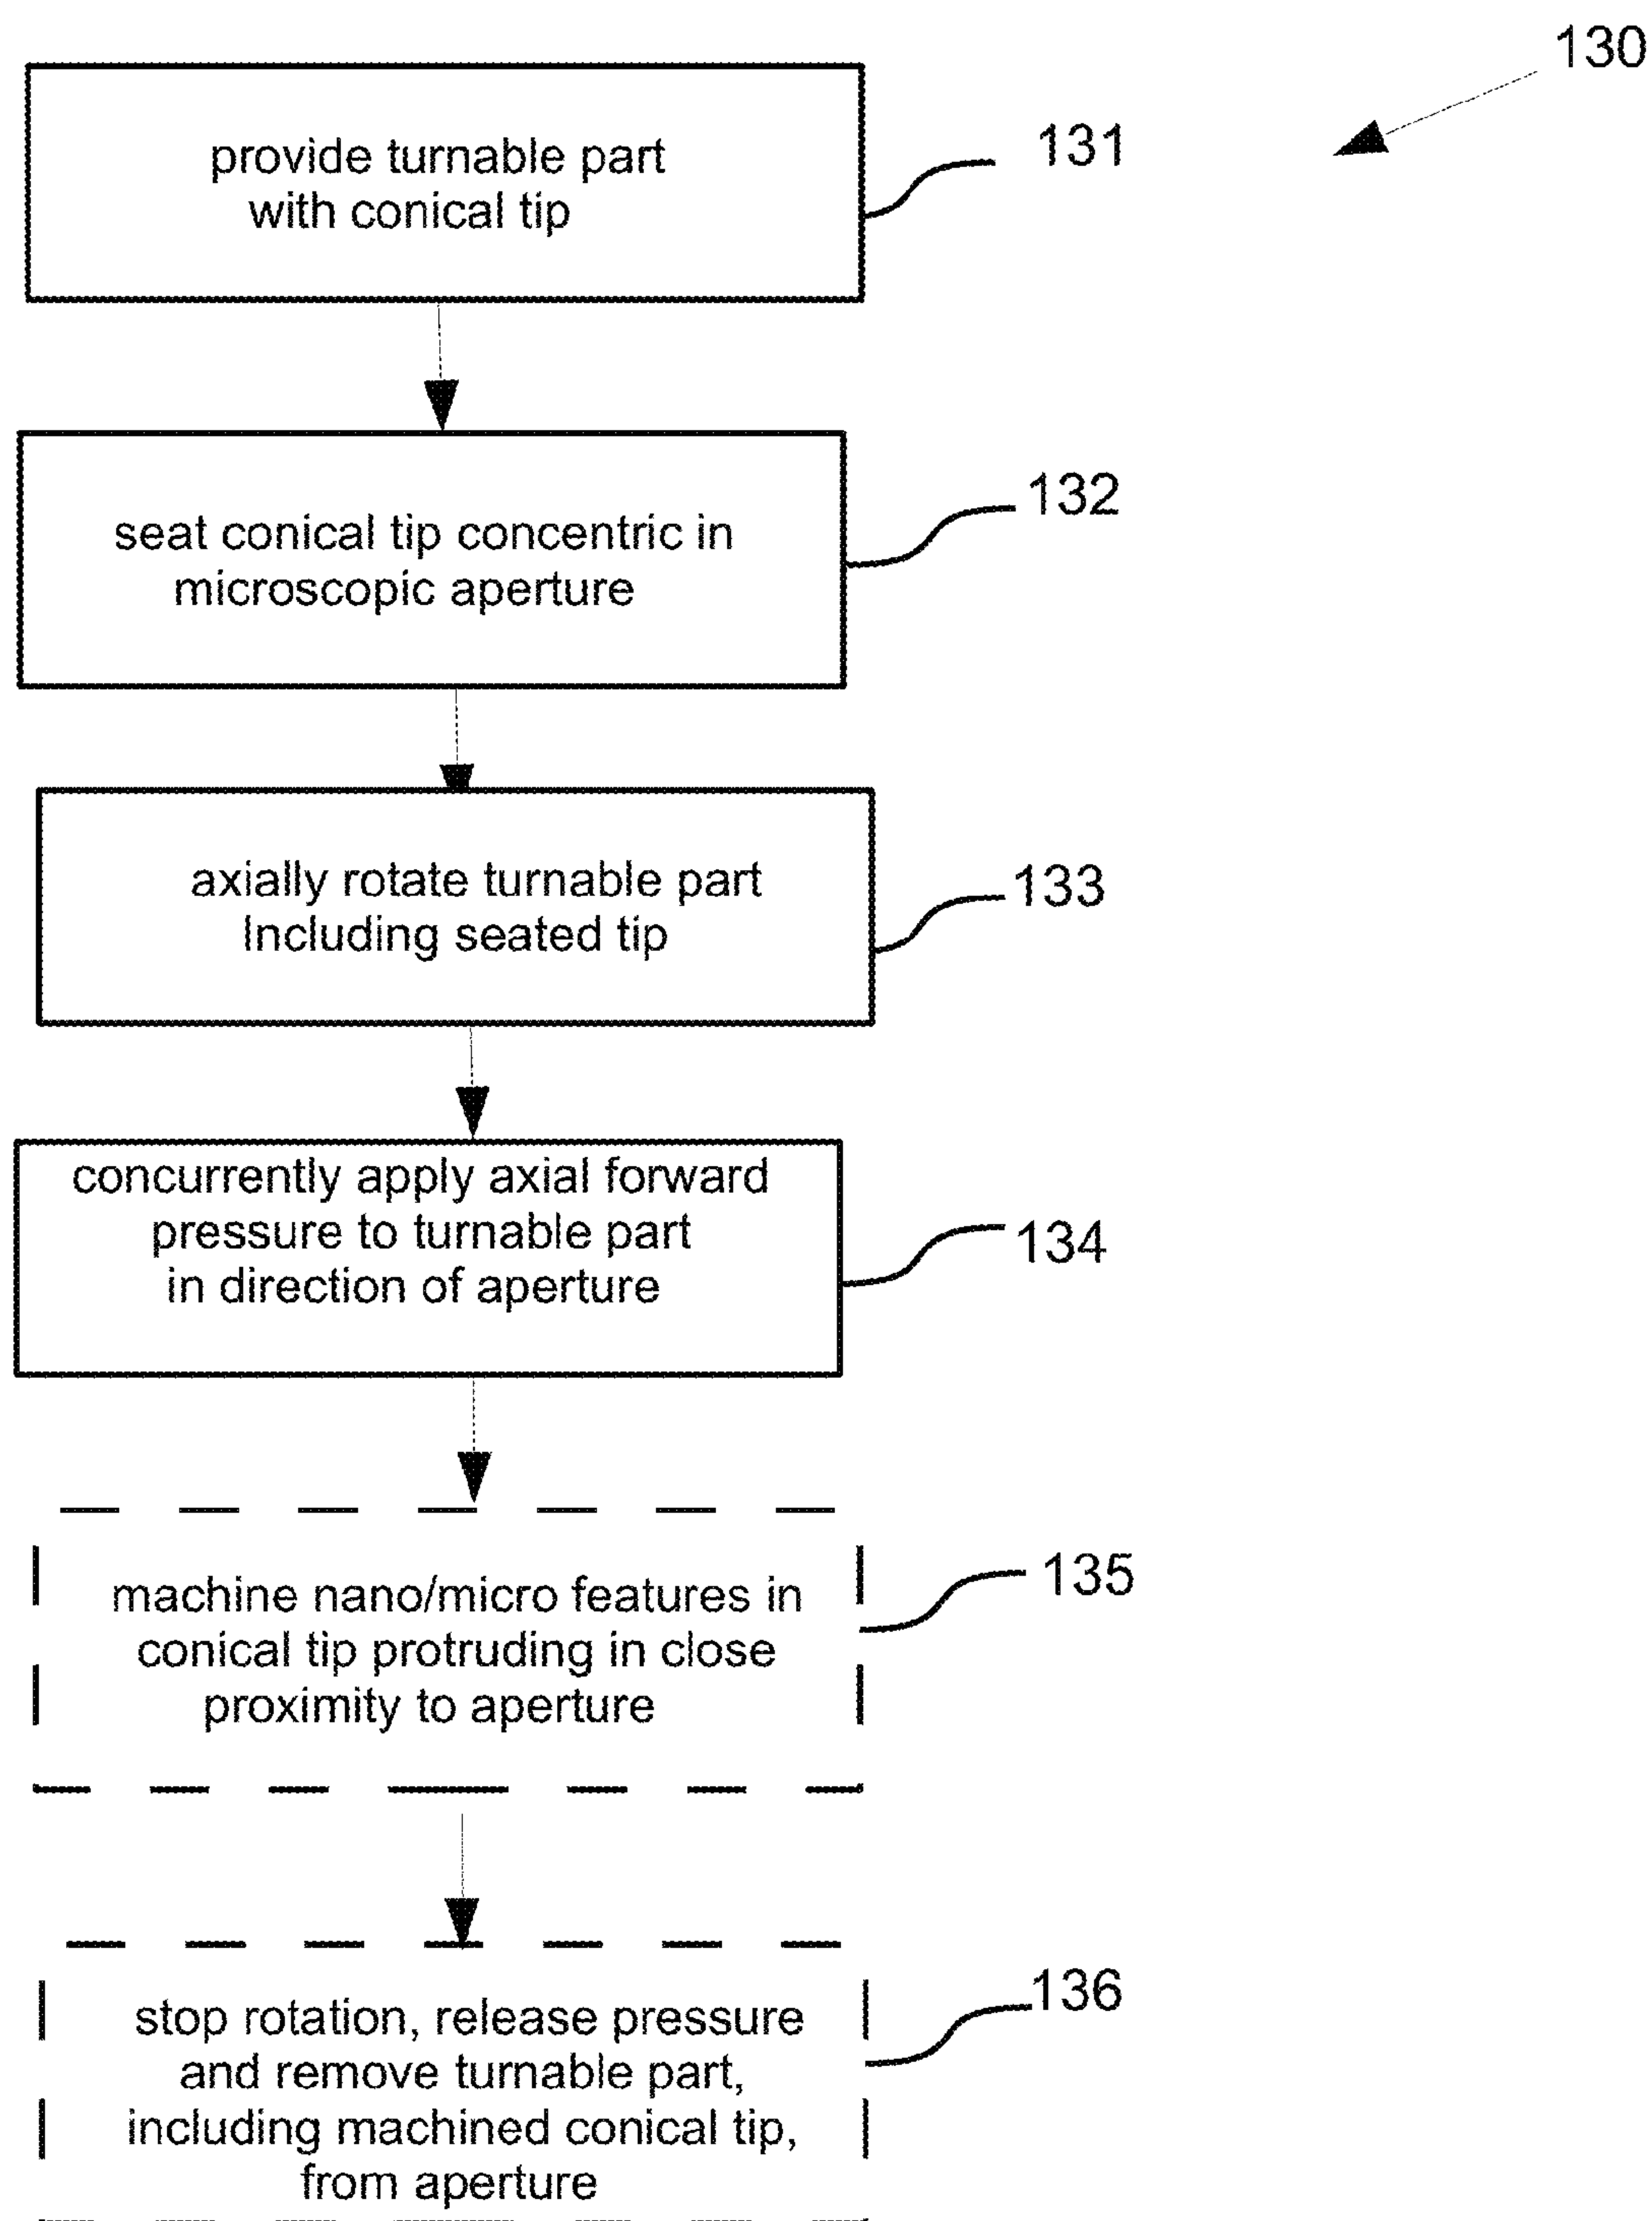 130
provide turnable part
with conical tip
131
seat conical tip concentric in
microscopic aperture
132
axially rotate turnable part
Including seated tip
133
concurrently apply axial forward
pressure to turnable part
in direction of aperture
134
machine nano/micro features in
conical tip protruding in close
proximity to aperture
135
stop rotation, release pressure
and remove turnable part,
including machined conical tip,
from aperture
136